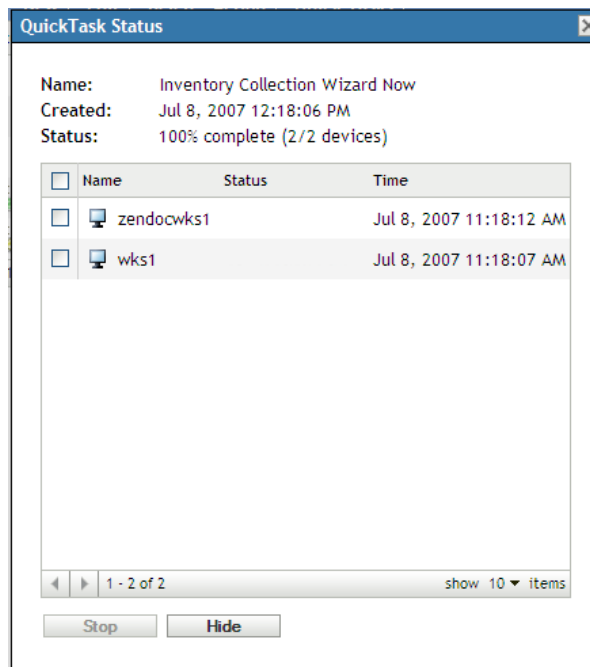 QuickTask Status
Name: Inventory Collection Wizard Now
Created: Jul 8, 2007 12:18:06 PM
Status: 100% complete (2/2 devices)
Name Status Time
zendocwks1 Jul 8, 2007 11:18:12 AM
wks1 Jul 8, 2007 11:18:07 AM
1 - 2 of 2 show 10 items
Stop Hide